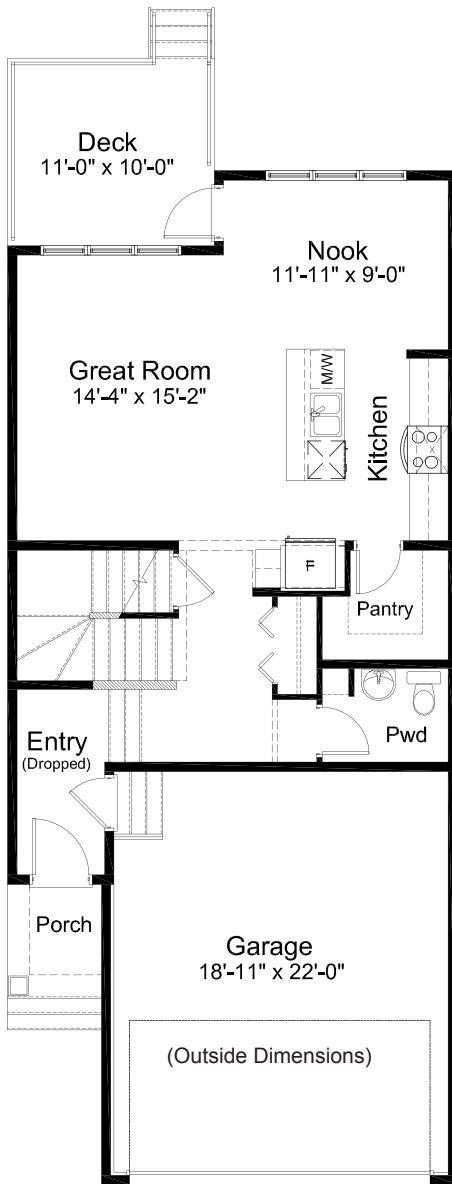 Deck
11'-0" x 10'-0"
Nook
11'-11" x 9'-0"
Great Room
14'-4" x 15'-2"
M/W
Kitchen
F
Pantry
Entry
(Dropped)
Pwd
Porch
Garage
18'-11" x 22'-0"
(Outside Dimensions)